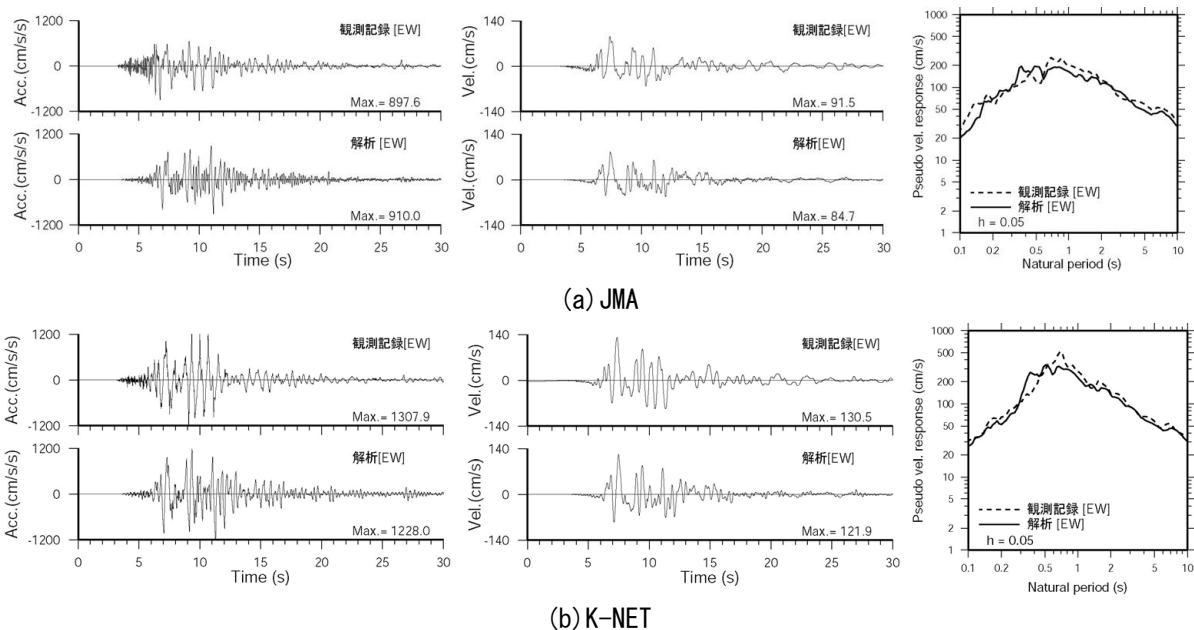 Acc.(cm/s/s)
1200
0
-1200
観測記録 [EW]
Max.= 897.6
Acc.(cm/s/s)
1200
0
-1200
解析 [EW]
Max.= 910.0
0 5 10 15 20 25 30
Time (s)
Vel.(cm/s)
140
0
-140
観測記録[EW]
Max.= 91.5
Vel.(cm/s)
140
0
-140
解析[EW]
Max.= 84.7
0 5 10 15 20 25 30
Time (s)
Pseudo vel. response (cm/s)
1000
500
200
100
50
20
10
5
2
1
観測記録 [EW]
解析 [EW]
h = 0.05
0.1 0.2 0.5 1 2 5 10
Natural period (s)
(a) JMA
Acc.(cm/s/s)
1200
0
-1200
観測記録[EW]
Max.= 1307.9
Acc.(cm/s/s)
1200
0
-1200
解析[EW]
Max.= 1228.0
0 5 10 15 20 25 30
Time (s)
Vel.(cm/s)
140
0
-140
観測記録[EW]
Max.= 130.5
Vel.(cm/s)
140
0
-140
解析[EW]
Max.= 121.9
0 5 10 15 20 25 30
Time (s)
Pseudo vel. response (cm/s)
1000
500
200
100
50
20
10
5
2
1
観測記録 [EW]
解析 [EW]
h = 0.05
0.1 0.2 0.5 1 2 5 10
Natural period (s)
(b) K-NET